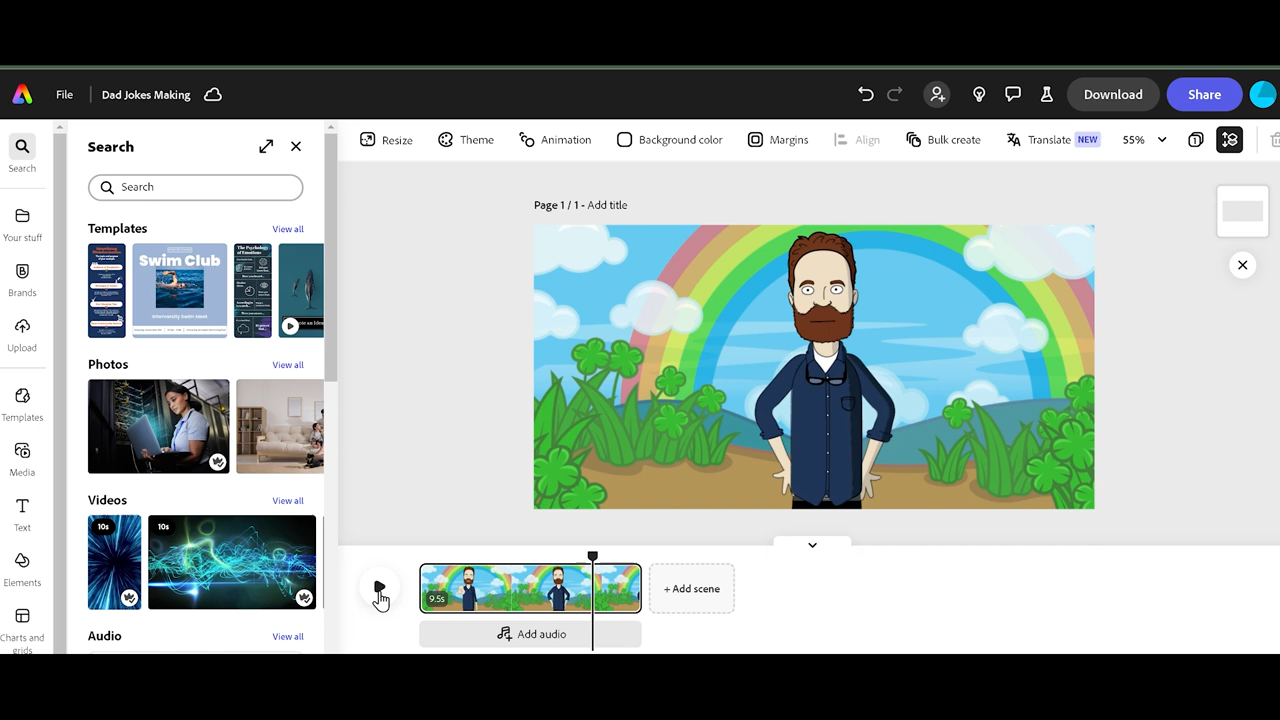 File
Dad Jokes Making
Download
Share
Search
Your stuff
Brands
Upload
Templates
Media
Text
Elements
Charts and
grids
Search
Search
Templates
View all
Swim Club
Photos
View all
Videos
View all
10s
10s
Audio
View all
Resize
Theme
Animation
Background color
Margins
Align
Bulk create
Translate NEW
55%
Page 1 / 1 - Add title
9.5s
+ Add scene
Add audio